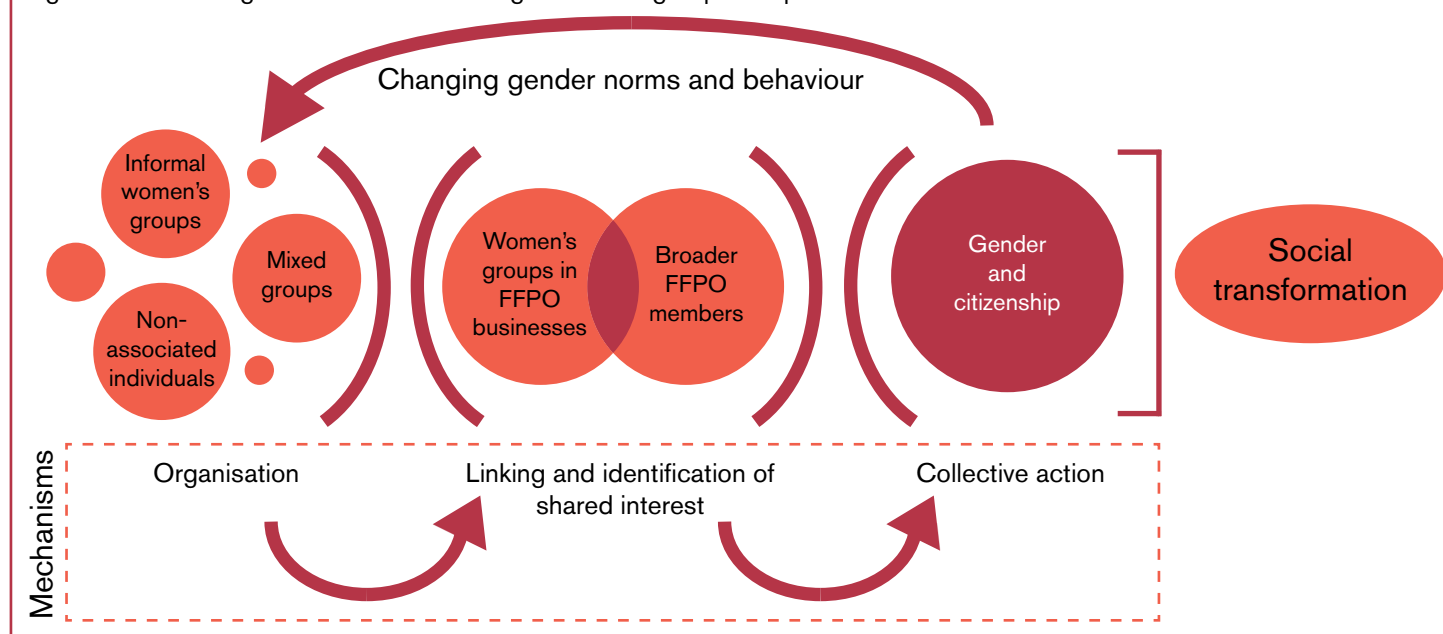 Changing gender norms and behaviour
Informal
women's
groups
Mixed
groups
Non-
associated
individuals
Women's
groups in
FFPO
businesses
Broader
FFPO
members
Gender
and
citizenship
Social
transformation
Mechanisms
Organisation
Linking and identification of
shared interest
Collective action